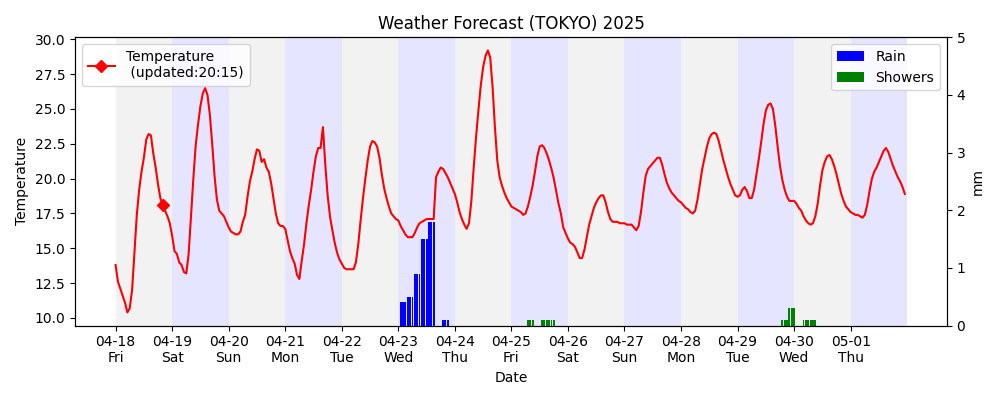 Weather Forecast (TOKYO) 2025
Temperature
(updated:20:15)
Rain
Showers
30.0
27.5
25.0
22.5
20.0
17.5
15.0
12.5
10.0
Temperature
5
4
3
2
1
0
mm
04-18 04-19 04-20 04-21 04-22 04-23 04-24 04-25 04-26 04-27 04-28 04-29 04-30 05-01
Fri Sat Sun Mon Tue Wed Thu Fri Sat Sun Mon Tue Wed Thu
Date